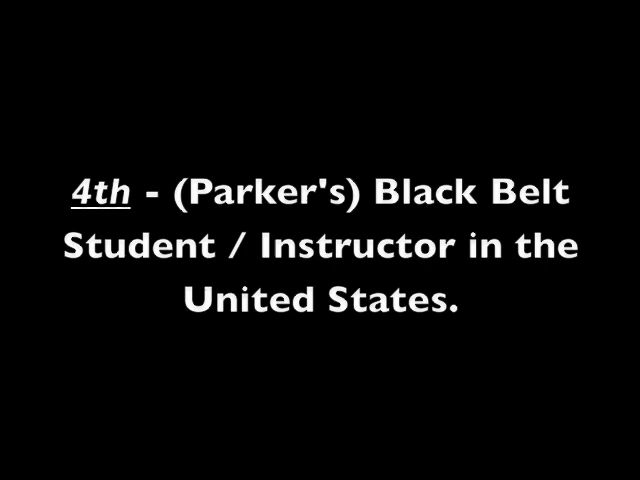 4th - (Parker's) Black Belt
Student / Instructor in the
United States.